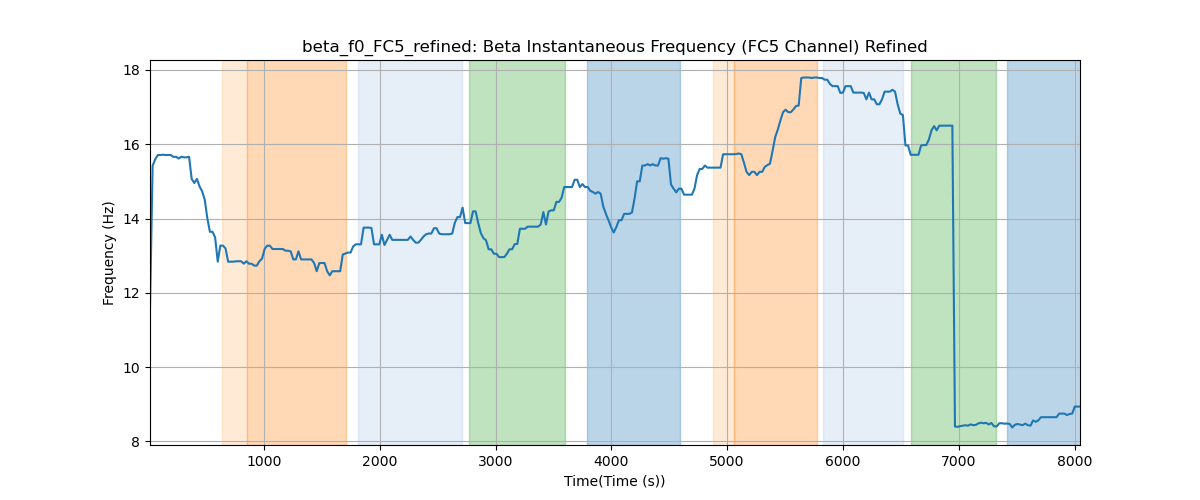 beta_f0_FC5_refined: Beta Instantaneous Frequency (FC5 Channel) Refined
18
16
14
12
10
8
Frequency (Hz)
1000 2000 3000 4000 5000 6000 7000 8000
Time(Time (s))